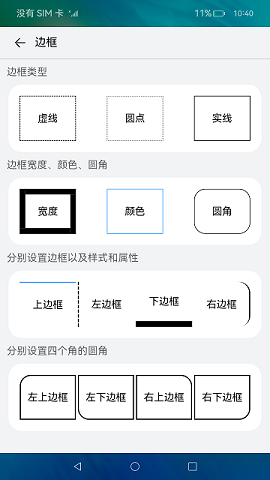 没有 SIM 卡 11% 10:40
边框
边框类型
虚线 圆点 实线
边框宽度、颜色、圆角
宽度 颜色 圆角
分别设置边框以及样式和属性
上边框 左边框 下边框 右边框
分别设置四个角的圆角
左上边框 左下边框 右上边框 右下边框